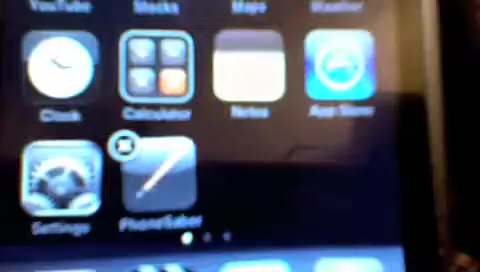 YouTube Stocks Maps Weather
Clock Calculator Notes App Store
Settings PhoneSaber